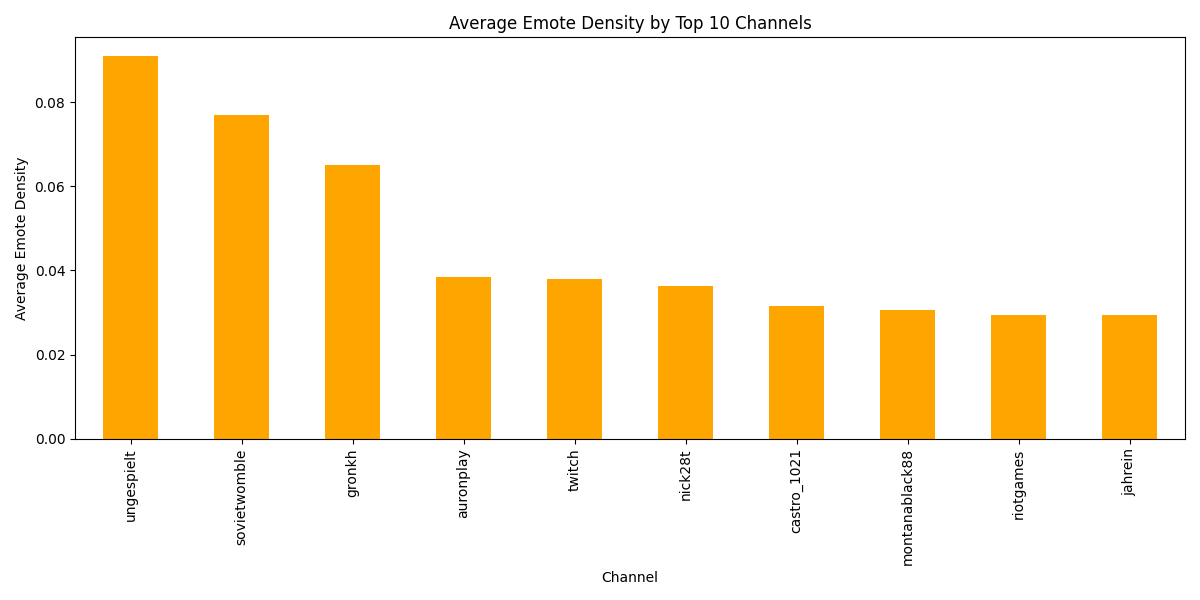 Average Emote Density by Top 10 Channels
Average Emote Density
0.08
0.06
0.04
0.02
0.00
ungespielt
sovietwomble
gronkh
auronplay
twitch
nick28t
castro_1021
montanablack88
riotgames
jahrein
Channel